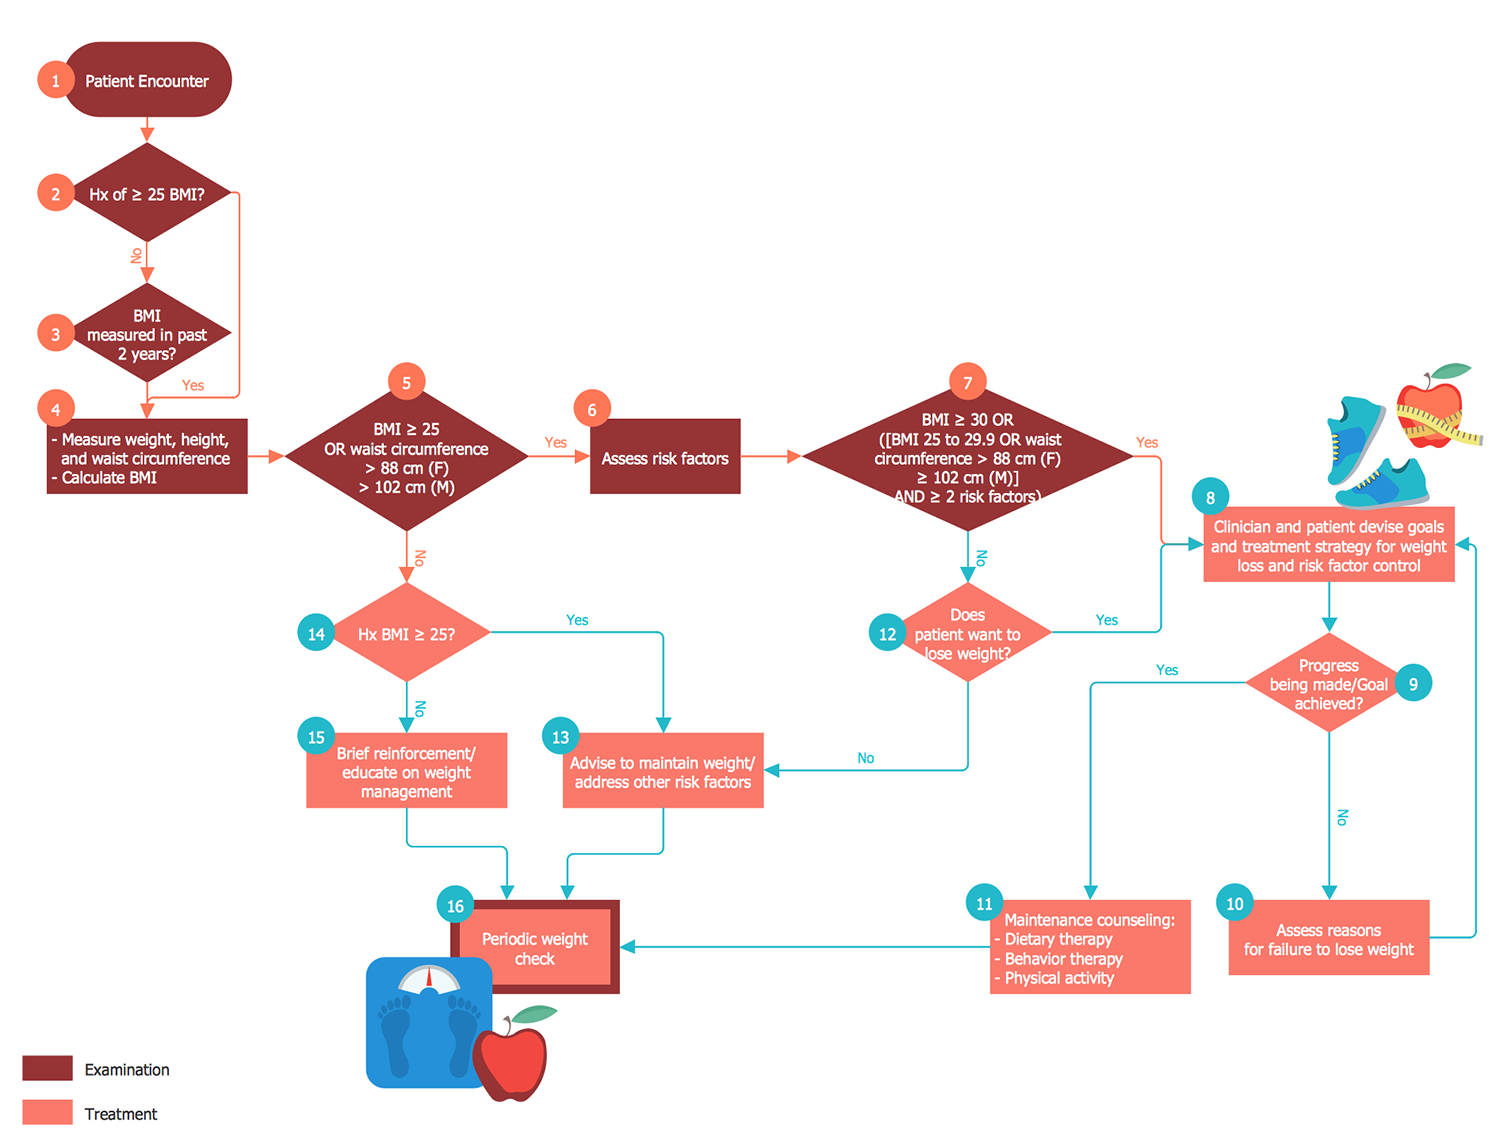 1
Patient Encounter
2
Hx of ≥ 25 BMI?
No
3
BMI
measured in past
2 years?
Yes
4
- Measure weight, height,
and waist circumference
- Calculate BMI
5
BMI ≥ 25
OR waist circumference
> 88 cm (F)
> 102 cm (M)
Yes
No
6
Assess risk factors
7
BMI ≥ 30 OR
([BMI 25 to 29.9 OR waist
circumference > 88 cm (F)
≥ 102 cm (M)]
AND ≥ 2 risk factors)
Yes
No
8
Clinician and patient devise goals
and treatment strategy for weight
loss and risk factor control
14
Hx BMI ≥ 25?
Yes
No
12
Does
patient want to
lose weight?
Yes
No
9
Progress
being made/Goal
achieved?
Yes
No
15
Brief reinforcement/
educate on weight
management
13
Advise to maintain weight/
address other risk factors
16
Periodic weight
check
11
Maintenance counseling:
- Dietary therapy
- Behavior therapy
- Physical activity
10
Assess reasons
for failure to lose weight
Examination
Treatment